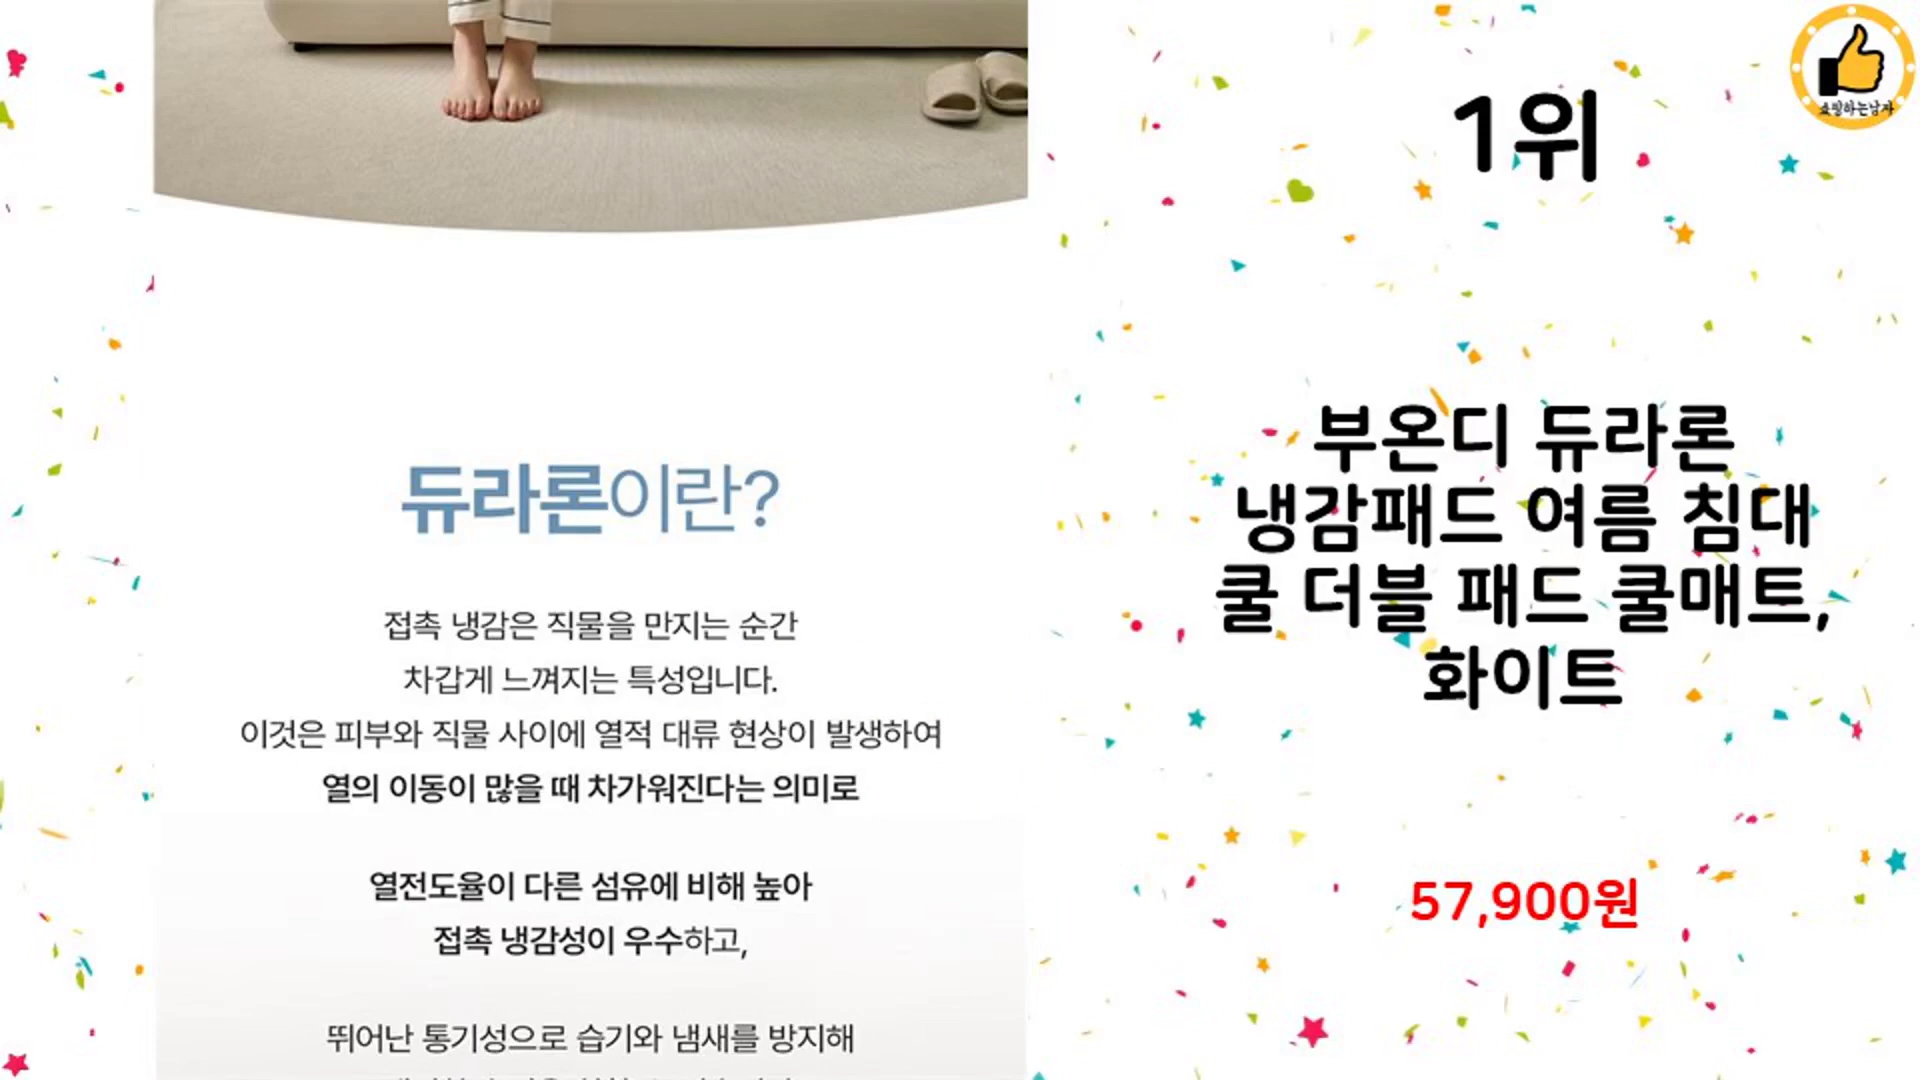 듀라론이란?
접촉 냉감은 직물을 만지는 순간
차갑게 느껴지는 특성입니다.
이것은 피부와 직물 사이에 열적 대류 현상이 발생하여
열의 이동이 많을 때 차가워진다는 의미로
열전도율이 다른 섬유에 비해 높아
접촉 냉감성이 우수하고,
뛰어난 통기성으로 습기와 냄새를 방지해
쇼핑하는남자
1위
부온디 듀라론
냉감패드 여름 침대
쿨 더블 패드 쿨매트,
화이트
57,900원